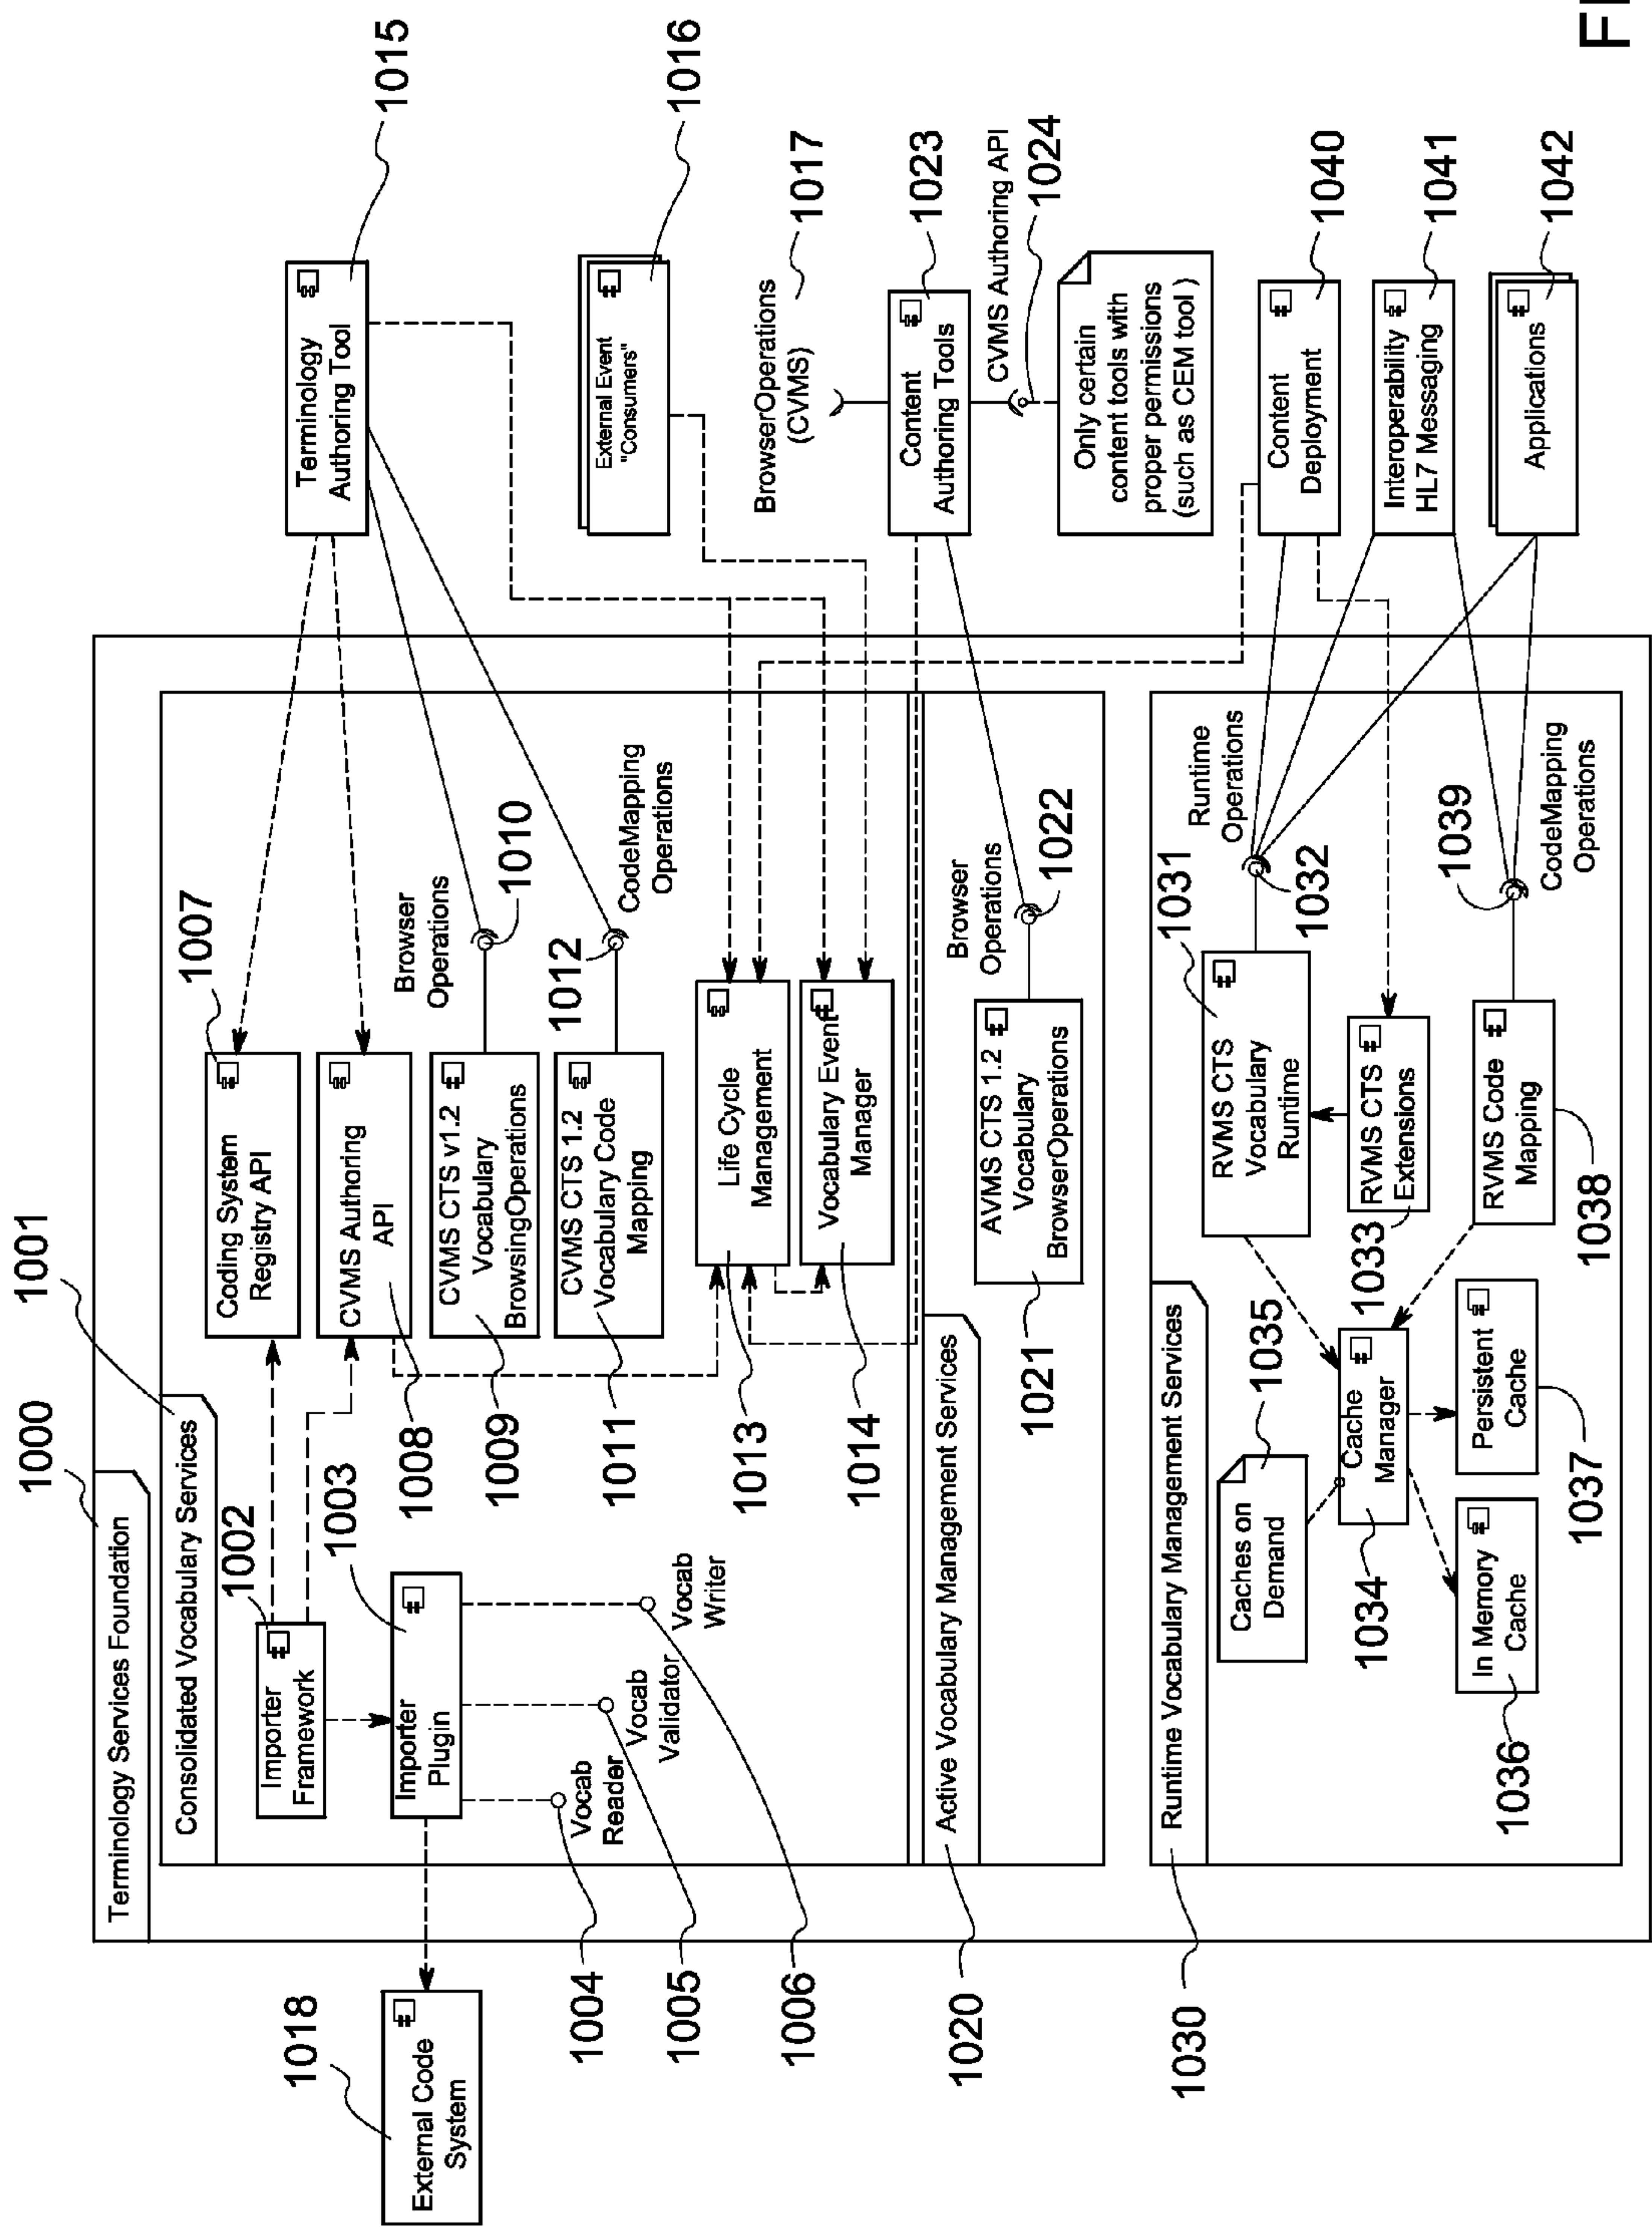 1000
Terminology Services Foundation
1001
Consolidated Vocabulary Services
1002
Importer
Framework
1003
Importer
Plugin
Vocab
Reader
Vocab
Validator
Vocab
Writer
1004
1005
1006
1018
External Code
System
1007
Coding System
Registry API
CVMS Authoring
API
1008
CVMS CTS v1.2
Vocabulary
BrowsingOperations
1009
Browser
Operations
1010
CVMS CTS 1.2
Vocabulary Code
Mapping
1011
1012
CodeMapping
Operations
Life Cycle
Management
1013
Vocabulary Event
Manager
1014
Terminology
Authoring Tool
1015
External Event
"Consumers"
1016
BrowserOperations
(CVMS)
1017
Content
Authoring Tools
1023
CVMS Authoring API
1024
Only certain
content tools with
proper permissions
(such as CEM tool )
Active Vocabulary Management Services
1020
AVMS CTS 1.2
Vocabulary
BrowserOperations
1021
Browser
Operations
1022
Runtime Vocabulary Management Services
1030
1031
RVMS CTS
Vocabulary
Runtime
Runtime
Operations
1032
RVMS CTS
Extensions
1033
RVMS Code
Mapping
1038
1039
CodeMapping
Operations
Caches on
Demand
1035
Cache
Manager
1034
In Memory
Cache
1036
Persistent
Cache
1037
Content
Deployment
1040
Interoperability
HL7 Messaging
1041
Applications
1042